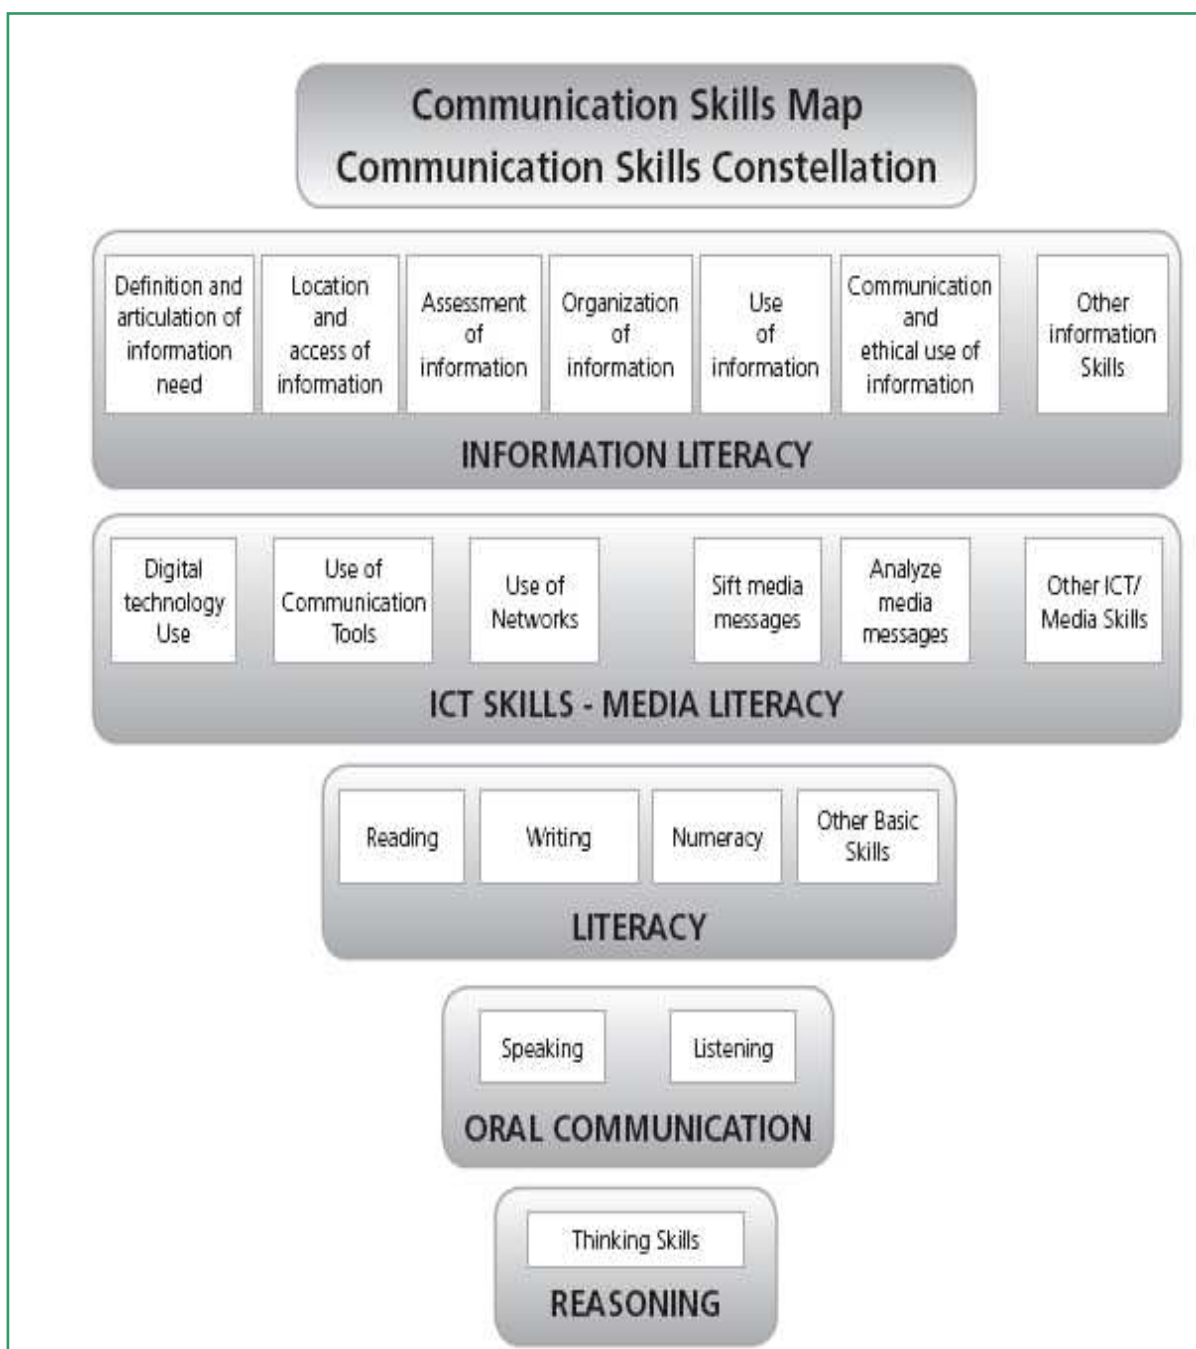 Communication Skills Map
Communication Skills Constellation
Definition and
articulation of
information
need
Location
and
access of
information
Assessment
of
information
Organization
of
information
Use
of
information
Communication
and
ethical use of
information
Other
information
Skills
INFORMATION LITERACY
Digital
technology
Use
Use of
Communication
Tools
Use of
Networks
Sift media
messages
Analyze
media
messages
Other ICT/
Media Skills
ICT SKILLS - MEDIA LITERACY
Reading
Writing
Numeracy
Other Basic
Skills
LITERACY
Speaking
Listening
ORAL COMMUNICATION
Thinking Skills
REASONING